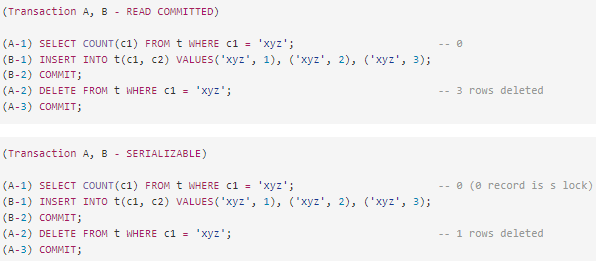 (Transaction A, B - READ COMMITTED)
(A-1) SELECT COUNT(c1) FROM t WHERE c1 = 'xyz'; -- 0
(B-1) INSERT INTO t(c1, c2) VALUES('xyz', 1), ('xyz', 2), ('xyz', 3);
(B-2) COMMIT;
(A-2) DELETE FROM t WHERE c1 = 'xyz'; -- 3 rows deleted
(A-3) COMMIT;
(Transaction A, B - SERIALIZABLE)
(A-1) SELECT COUNT(c1) FROM t WHERE c1 = 'xyz'; -- 0 (0 record is s lock)
(B-1) INSERT INTO t(c1, c2) VALUES('xyz', 1), ('xyz', 2), ('xyz', 3);
(B-2) COMMIT;
(A-2) DELETE FROM t WHERE c1 = 'xyz'; -- 1 rows deleted
(A-3) COMMIT;